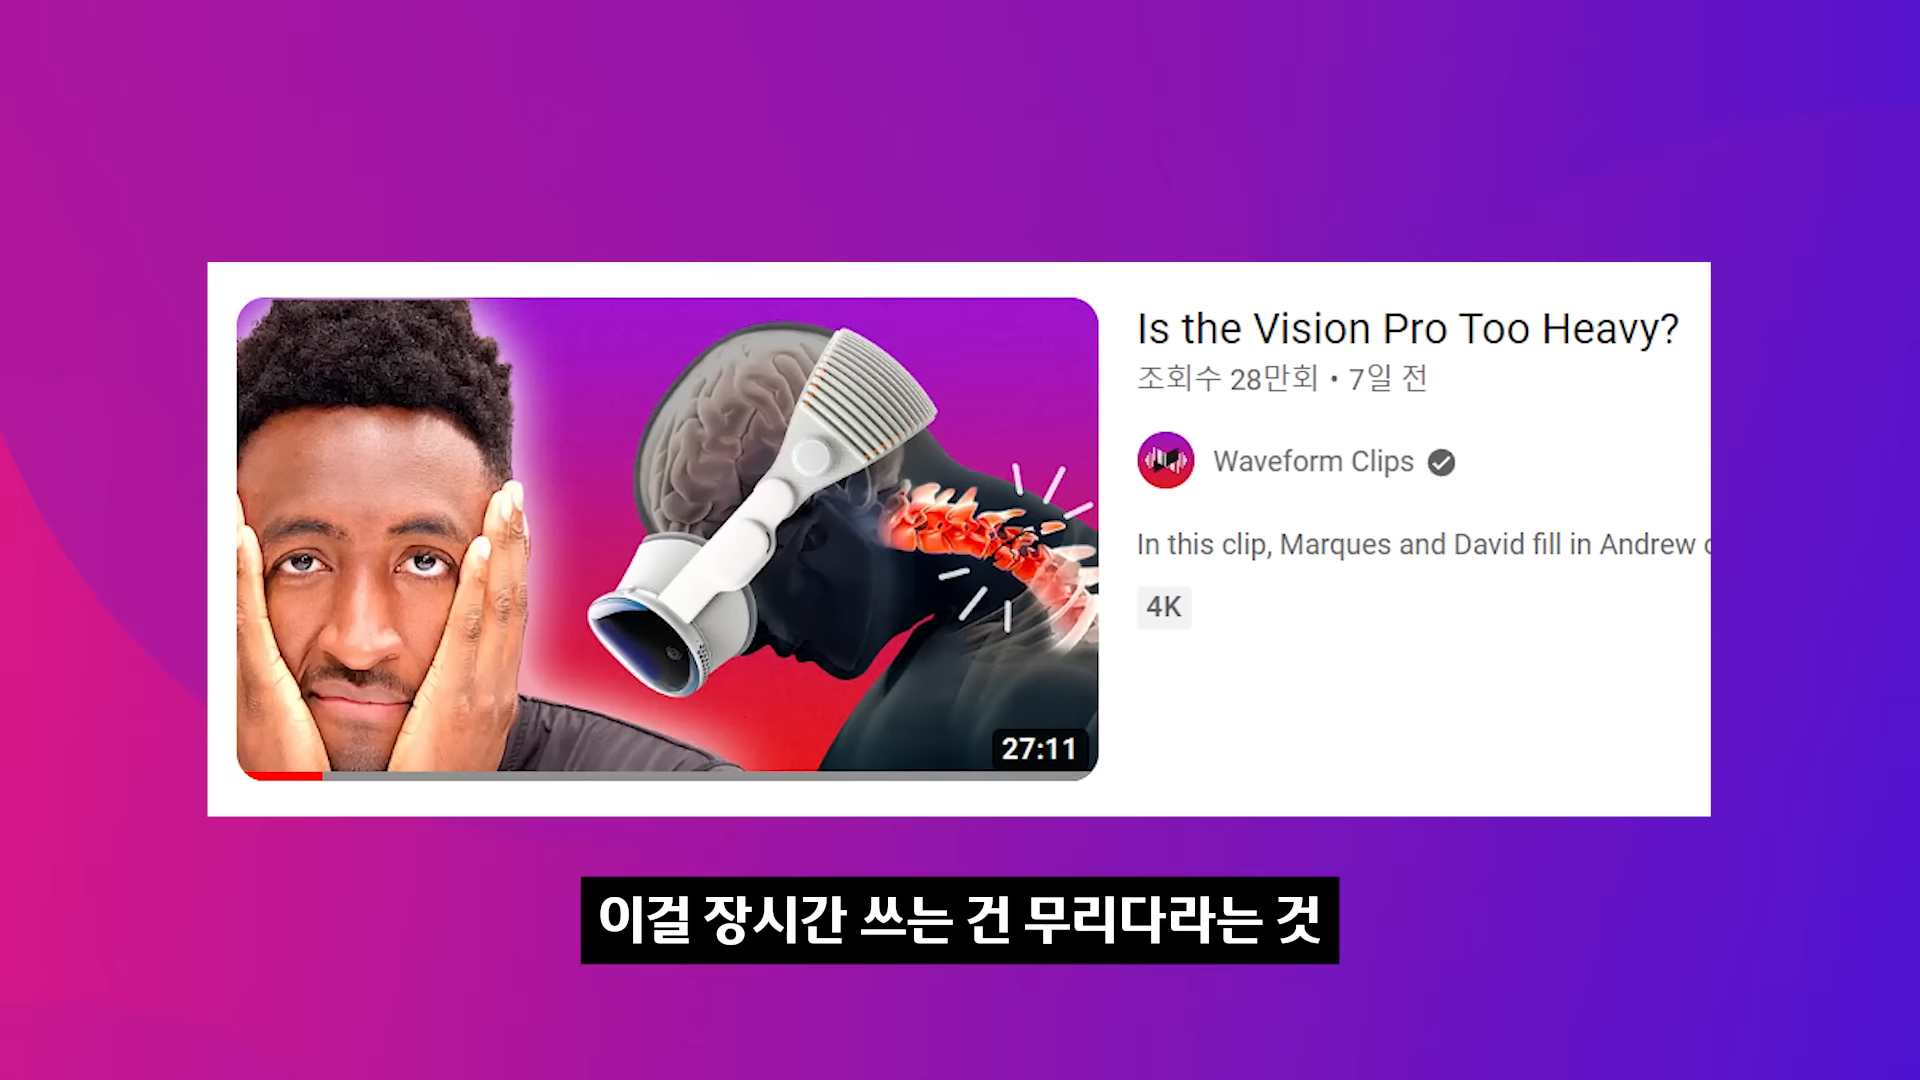 Is the Vision Pro Too Heavy?
조회수 28만회 • 7일 전
Waveform Clips
In this clip, Marques and David fill in Andrew
4K
27:11
이걸 장시간 쓰는 건 무리다라는 것